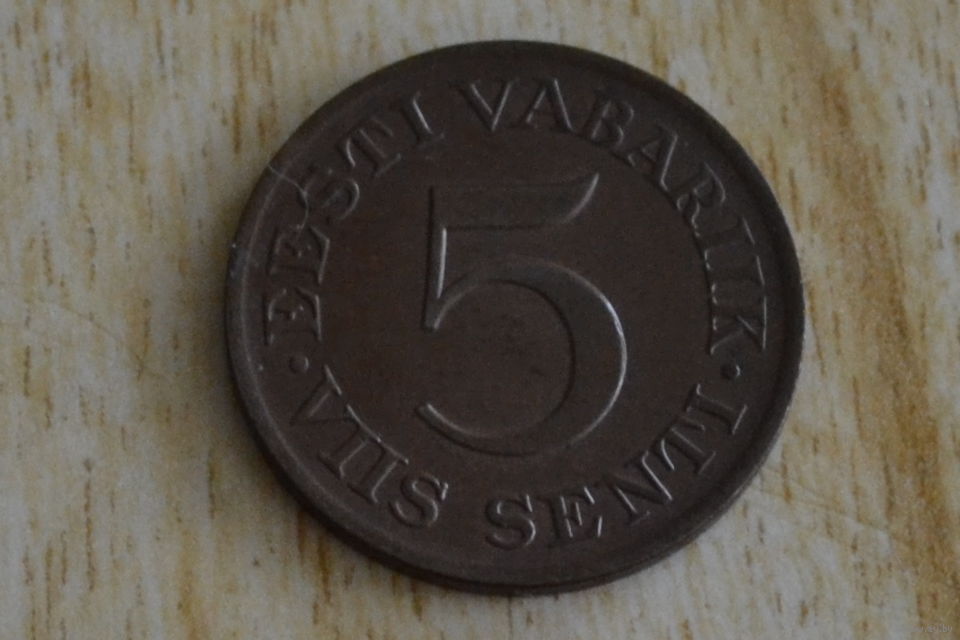 EESTI VABARIIK
5
· VIIS SENTI ·